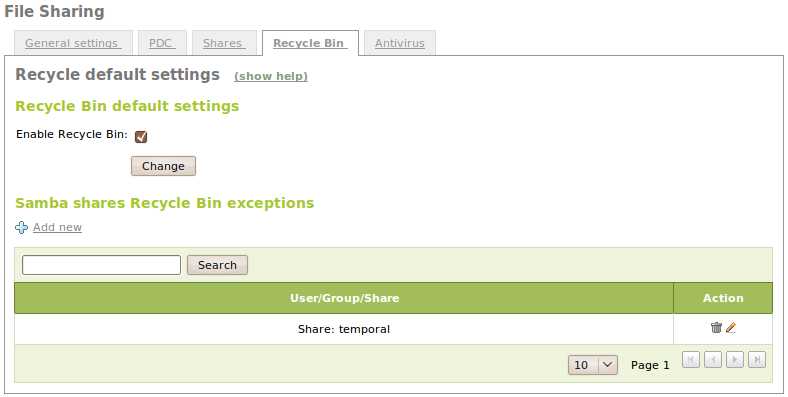 File Sharing
General settings PDC Shares Recycle Bin Antivirus
Recycle default settings (show help)
Recycle Bin default settings
Enable Recycle Bin:
Change
Samba shares Recycle Bin exceptions
Add new
Search
User/Group/Share Action
Share: temporal
10 Page 1